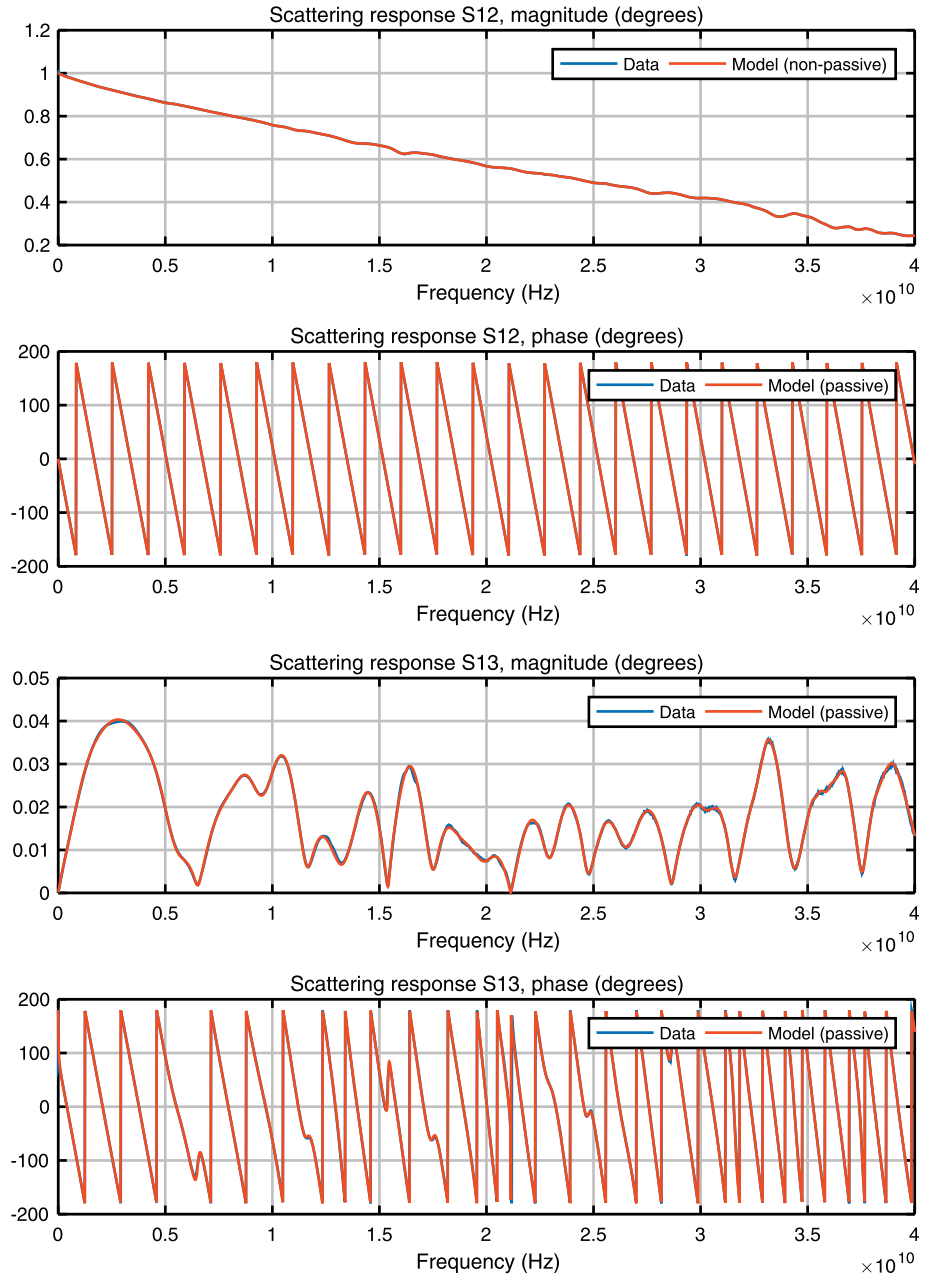 Scattering response S12, magnitude (degrees)
1.2
1
0.8
0.6
0.4
0.2
Data Model (non-passive)
0 0.5 1 1.5 2 2.5 3 3.5 4
Frequency (Hz)
×10^10
Scattering response S12, phase (degrees)
200
100
0
-100
-200
Data Model (passive)
0 0.5 1 1.5 2 2.5 3 3.5 4
Frequency (Hz)
×10^10
Scattering response S13, magnitude (degrees)
0.05
0.04
0.03
0.02
0.01
0
Data Model (passive)
0 0.5 1 1.5 2 2.5 3 3.5 4
Frequency (Hz)
×10^10
Scattering response S13, phase (degrees)
200
100
0
-100
-200
Data Model (passive)
0 0.5 1 1.5 2 2.5 3 3.5 4
Frequency (Hz)
×10^10